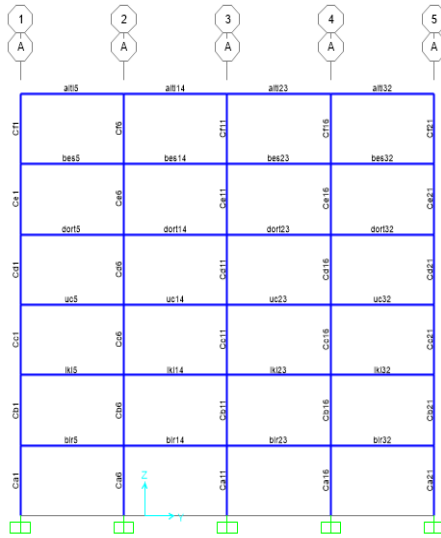 1 2 3 4 5
A A A A A
alti5 alti14 alti23 alti32
Cf1 Cf6 Cf11 Cf16 Cf21
bes5 bes14 bes23 bes32
Ce1 Ce6 Ce11 Ce16 Ce21
dort5 dort14 dort23 dort32
Cd1 Cd6 Cd11 Cd16 Cd21
uc5 uc14 uc23 uc32
Cc1 Cc6 Cc11 Cc16 Cc21
Iki5 Iki14 Iki23 Iki32
Cb1 Cb6 Cb11 Cb16 Cb21
bir5 bir14 bir23 bir32
Ca1 Ca6 Ca11 Ca16 Ca21
Z
Y